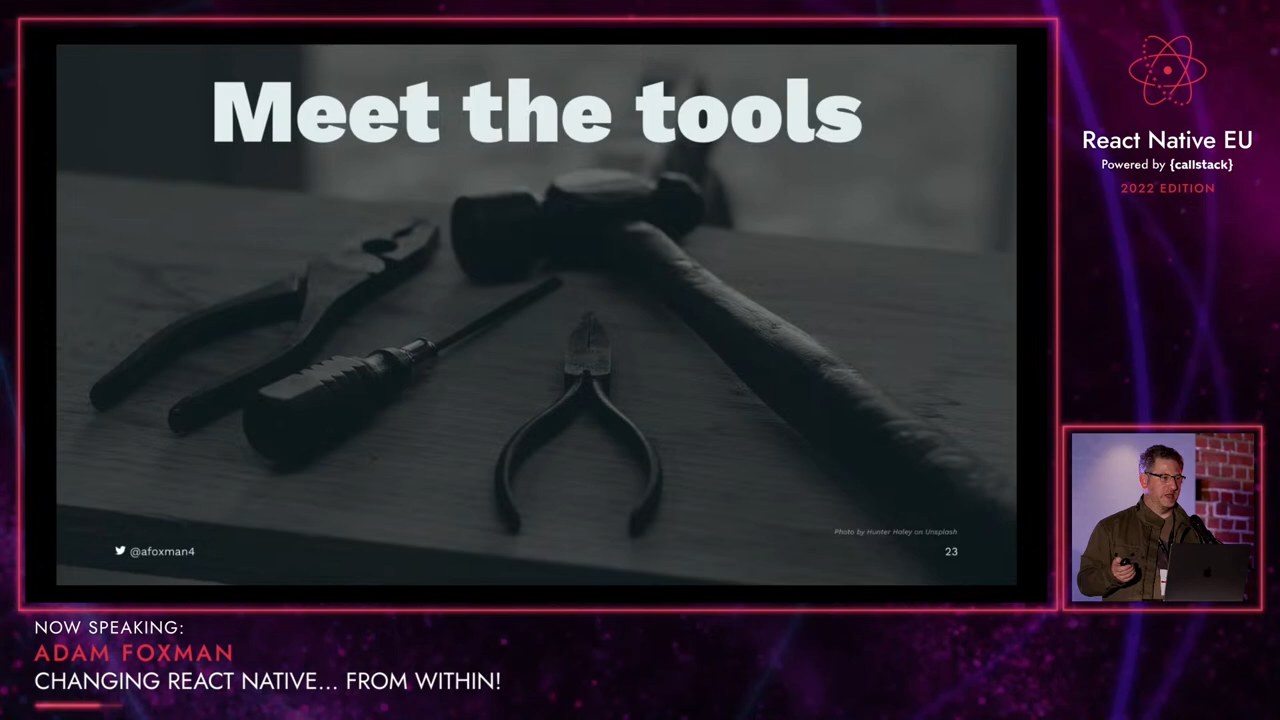 Meet the tools
Photo by Hunter Haley on Unsplash
@afoxman4
23
React Native EU
Powered by {callstack}
2022 EDITION
NOW SPEAKING:
ADAM FOXMAN
CHANGING REACT NATIVE... FROM WITHIN!